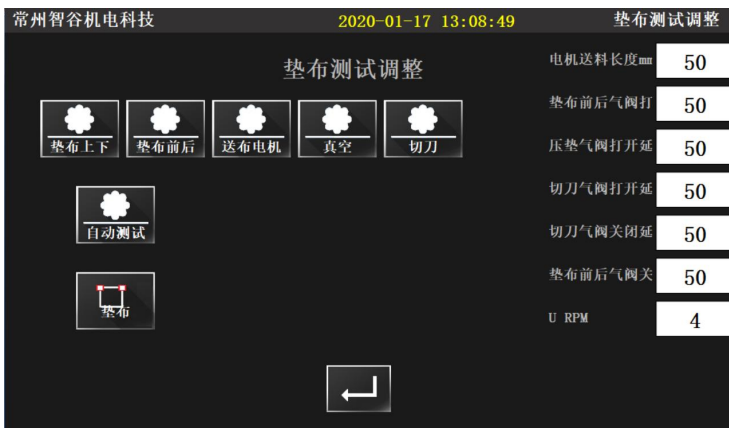 常州智谷机电科技 2020-01-17 13:08:49 垫布测试调整
垫布测试调整
电机送料长度mm 50
垫布前后气阀打 50
垫布上下 垫布前后 送布电机 真空 切刀
压垫气阀打开延 50
切刀气阀打开延 50
自动测试
切刀气阀关闭延 50
垫布前后气阀关 50
垫布
U RPM 4